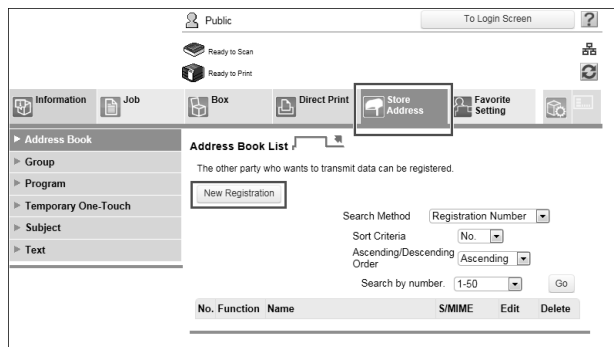 Public
To Login Screen
?
Ready to Scan
Ready to Print
Information
Job
Box
Direct Print
Store Address
Favorite Setting
Address Book
Group
Program
Temporary One-Touch
Subject
Text
Address Book List
The other party who wants to transmit data can be registered.
New Registration
Search Method Registration Number
Sort Criteria No.
Ascending/Descending Order Ascending
Search by number. 1-50 Go
No. Function Name S/MIME Edit Delete